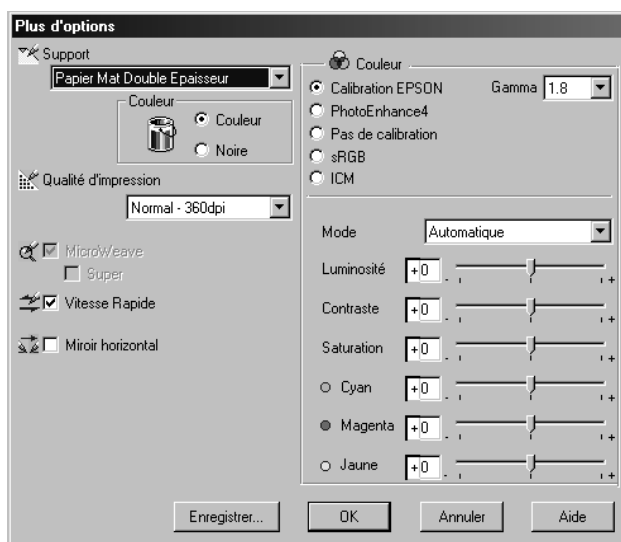 Plus d'options
Support
Papier Mat Double Epaisseur
Couleur
Couleur
Noire
Qualité d'impression
Normal - 360dpi
MicroWeave
Super
Vitesse Rapide
Miroir horizontal
Couleur
Calibration EPSON
Gamma 1.8
PhotoEnhance4
Pas de calibration
sRGB
ICM
Mode Automatique
Luminosité +0 - +
Contraste +0 - +
Saturation +0 - +
Cyan +0 - +
Magenta +0 - +
Jaune +0 - +
Enregistrer... OK Annuler Aide